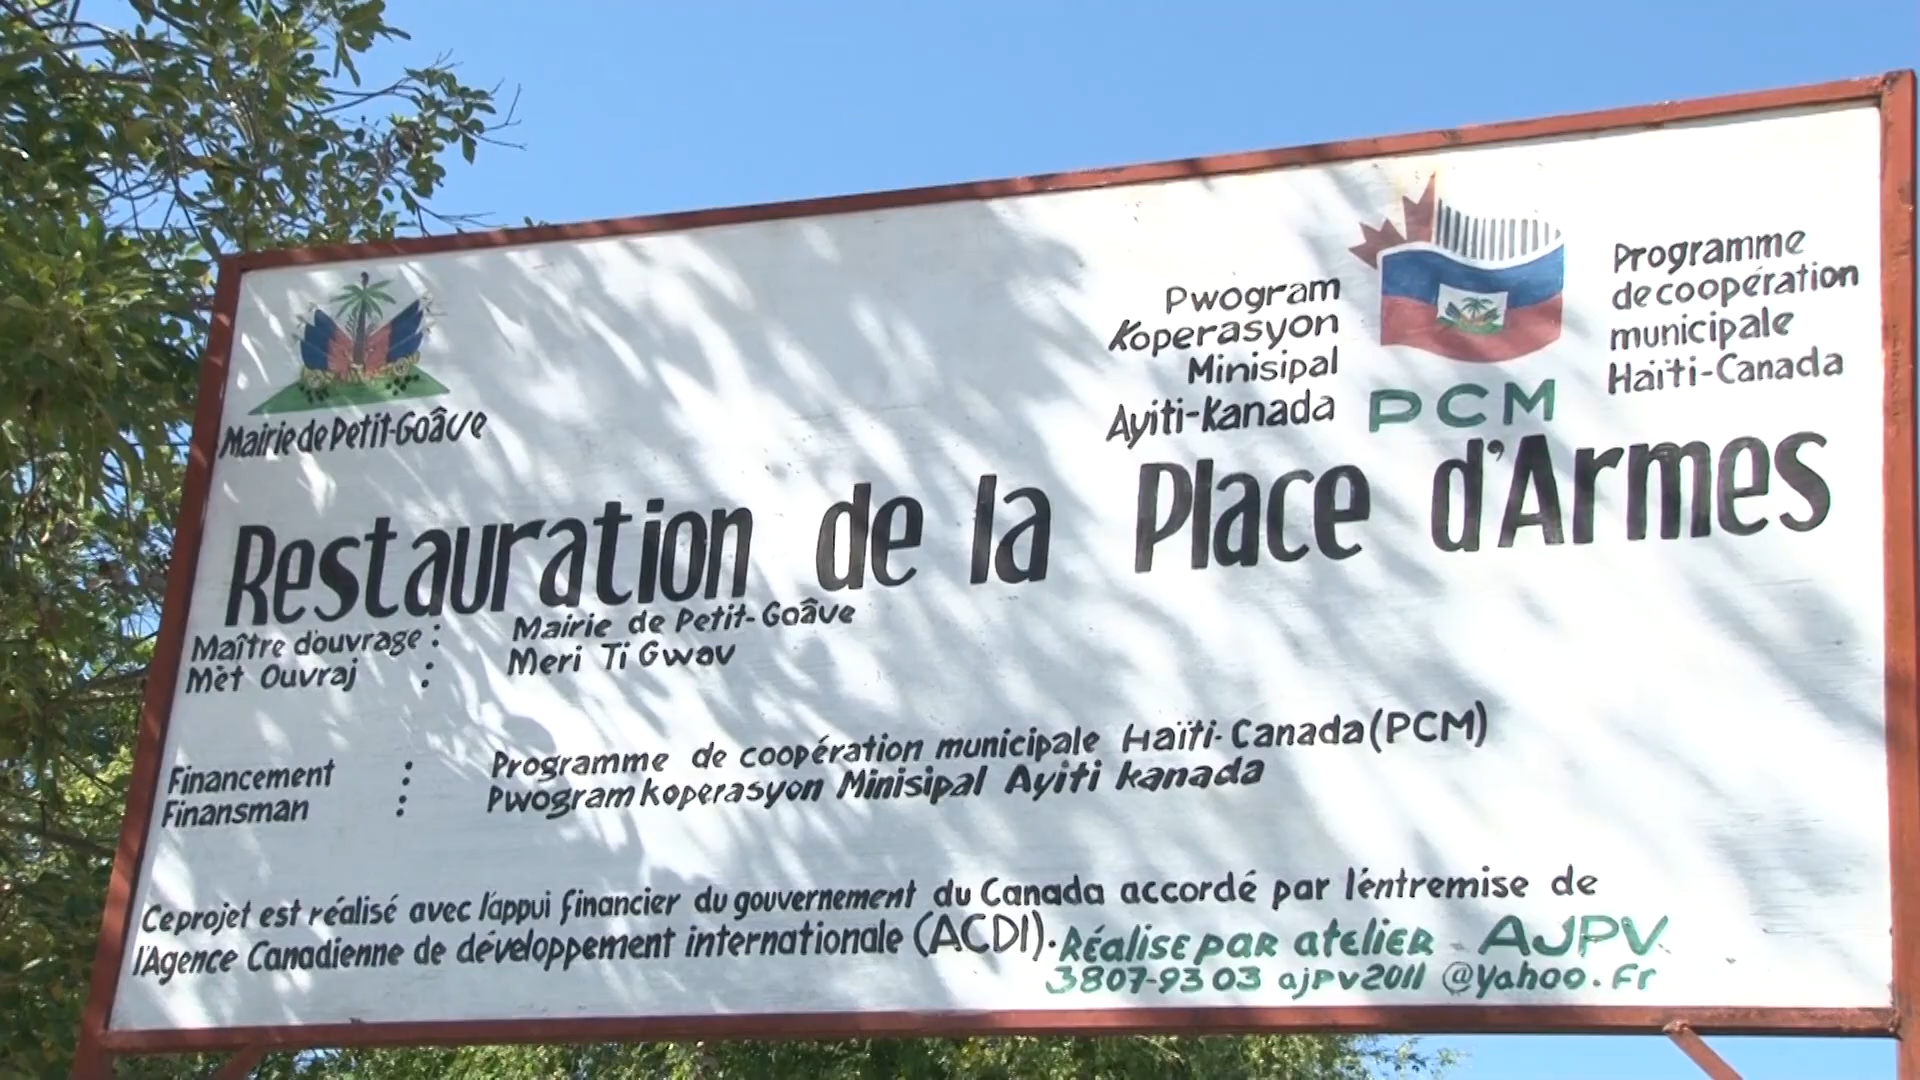 Mairie de Petit-Goâve
Pwogram
Koperasyon
Minisipal
Ayiti-Kanada
PCM
Programme
de coopération
municipale
Haïti-Canada
Restauration de la Place d'Armes
Maître d'ouvrage : Mairie de Petit-Goâve
Mèt Ouvraj : Meri Ti Gwav
Financement : Programme de coopération municipale Haïti-Canada (PCM)
Finansman : Pwogram koperasyon Minisipal Ayiti kanada
Ce projet est réalisé avec l'appui financier du gouvernement du Canada accordé par l'entremise de
l'Agence Canadienne de développement internationale (ACDI).
Réalise par atelier AJPV
3807-9303 ajpv2011@yahoo.fr